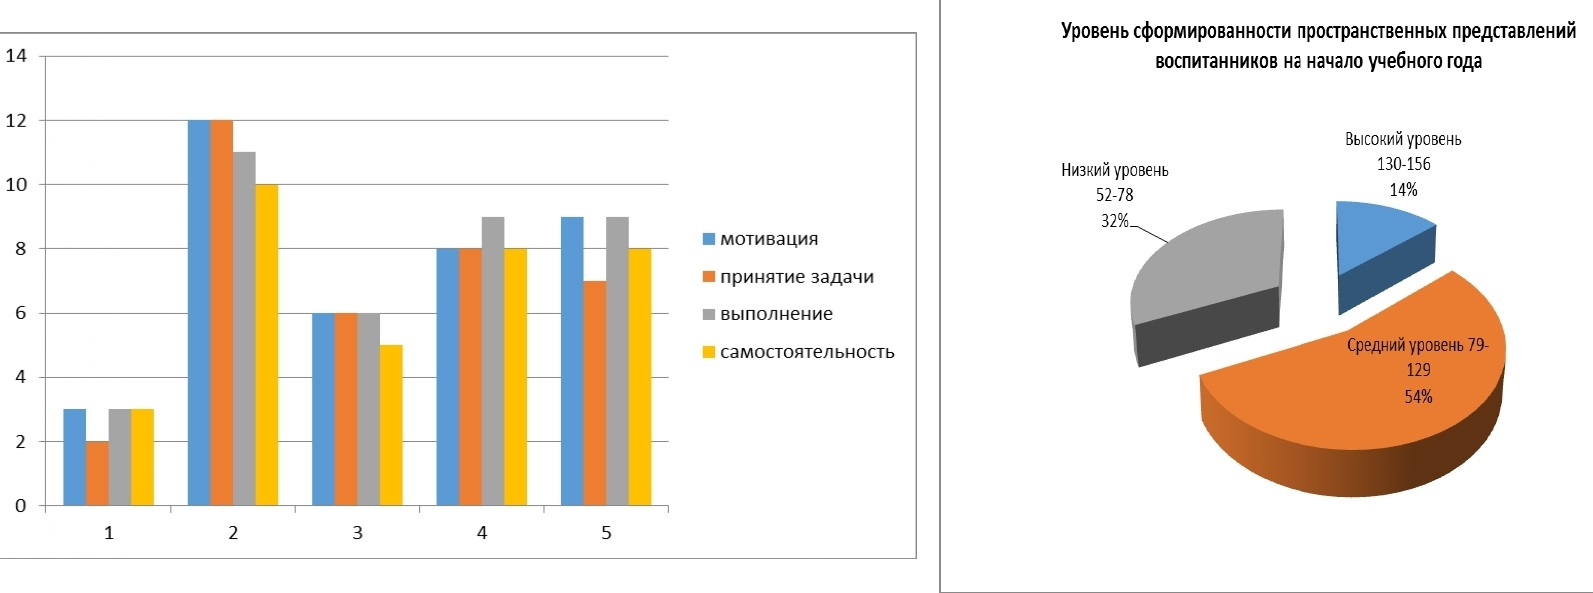 14
12
10
8
6
4
2
0
1 2 3 4 5
мотивация
принятие задачи
выполнение
самостоятельность
Уровень сформированности пространственных представлений
воспитанников на начало учебного года
Высокий уровень
130-156
14%
Низкий уровень
52-78
32%
Средний уровень 79-
129
54%